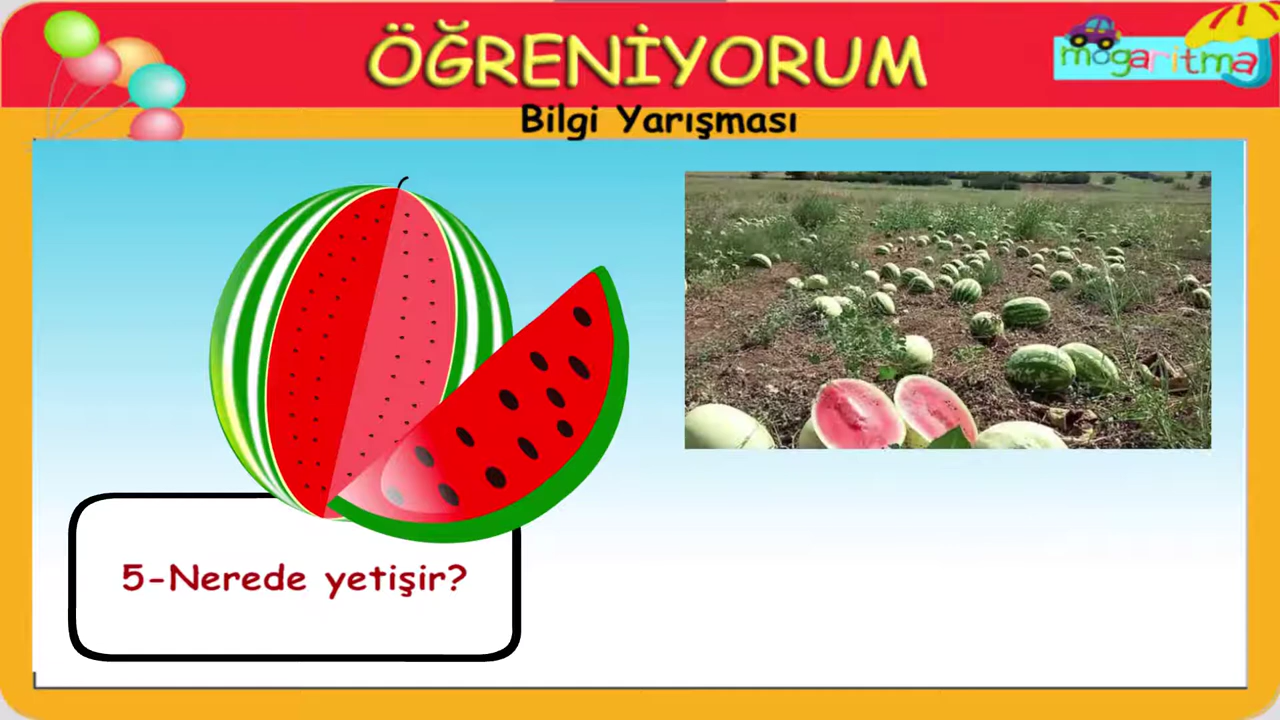 ÖĞRENİYORUM
mogaritma
Bilgi Yarışması
5-Nerede yetişir?